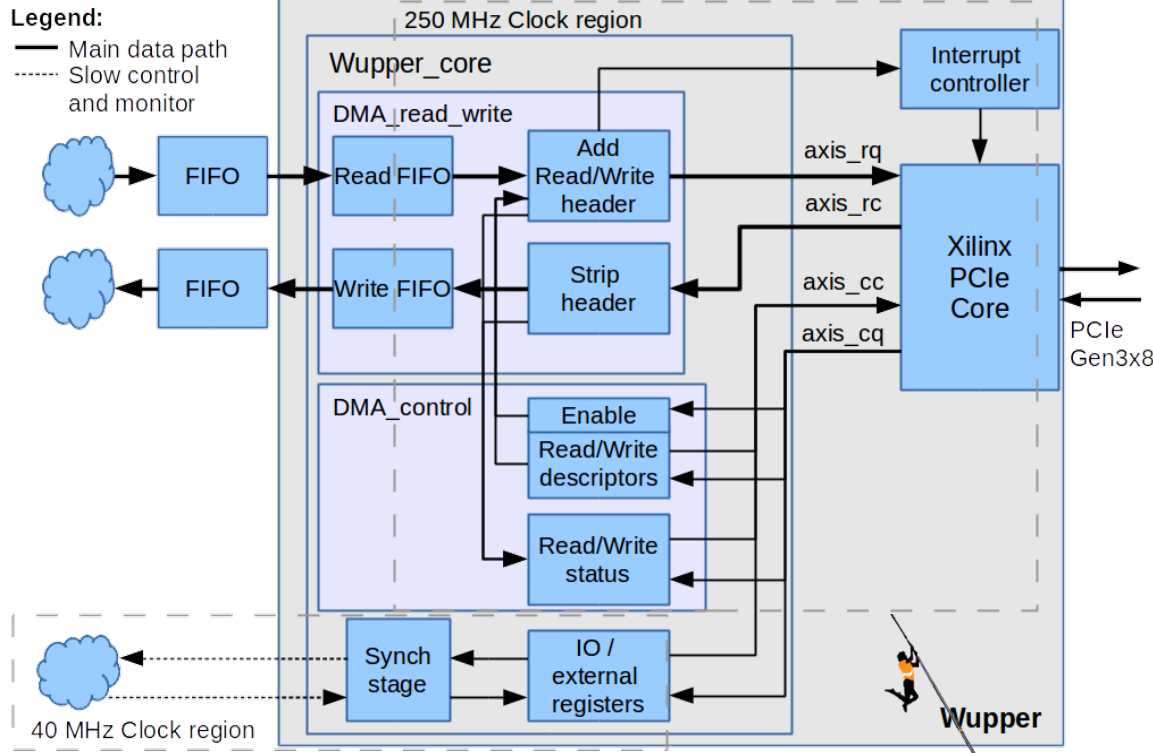 Legend:
Main data path
Slow control
and monitor
250 MHz Clock region
Wupper_core
DMA_read_write
Interrupt
controller
FIFO
Read FIFO
Add
Read/Write
header
axis_rq
axis_rc
FIFO
Write FIFO
Strip
header
Xilinx
PCIe
Core
axis_cc
axis_cq
PCIe
Gen3x8
DMA_control
Enable
Read/Write
descriptors
Read/Write
status
Synch
stage
IO /
external
registers
40 MHz Clock region
Wupper